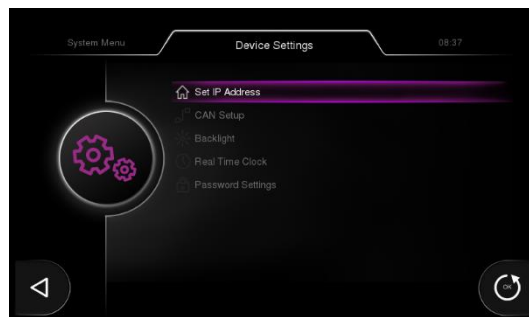 System Menu
Device Settings
08:37
Set IP Address
CAN Setup
Backlight
Real Time Clock
Password Settings
OK